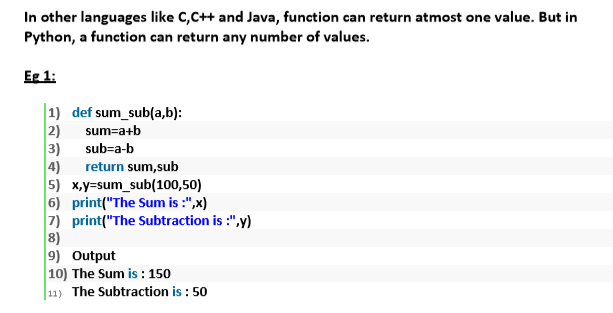 In other languages like C,C++ and Java, function can return atmost one value. But in
Python, a function can return any number of values.
Eg 1:
1) def sum_sub(a,b):
2) sum=a+b
3) sub=a-b
4) return sum,sub
5) x,y=sum_sub(100,50)
6) print("The Sum is :",x)
7) print("The Subtraction is :",y)
8)
9) Output
10) The Sum is : 150
11) The Subtraction is : 50